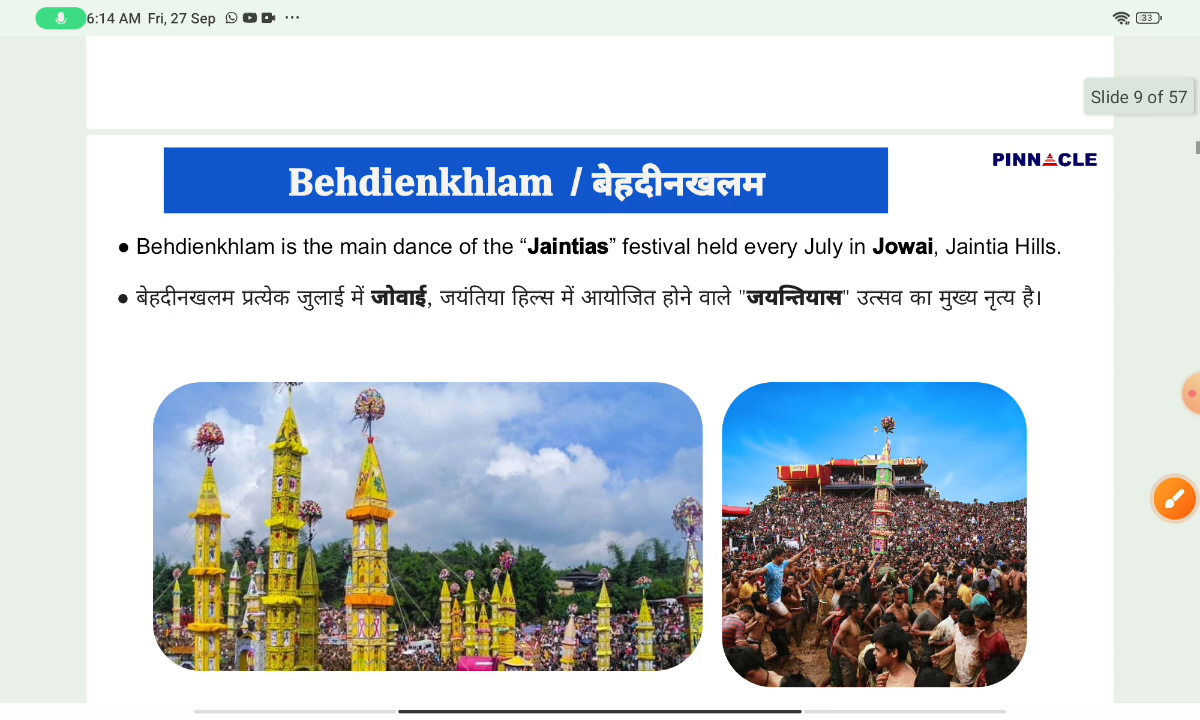 6:14 AM Fri, 27 Sep
33
Slide 9 of 57
Behdienkhlam / बेहदीनखलम
PINNACLE
● Behdienkhlam is the main dance of the “Jaintias” festival held every July in Jowai, Jaintia Hills.
● बेहदीनखलम प्रत्येक जुलाई में जोवाई, जयंतिया हिल्स में आयोजित होने वाले "जयन्तियास" उत्सव का मुख्य नृत्य है।